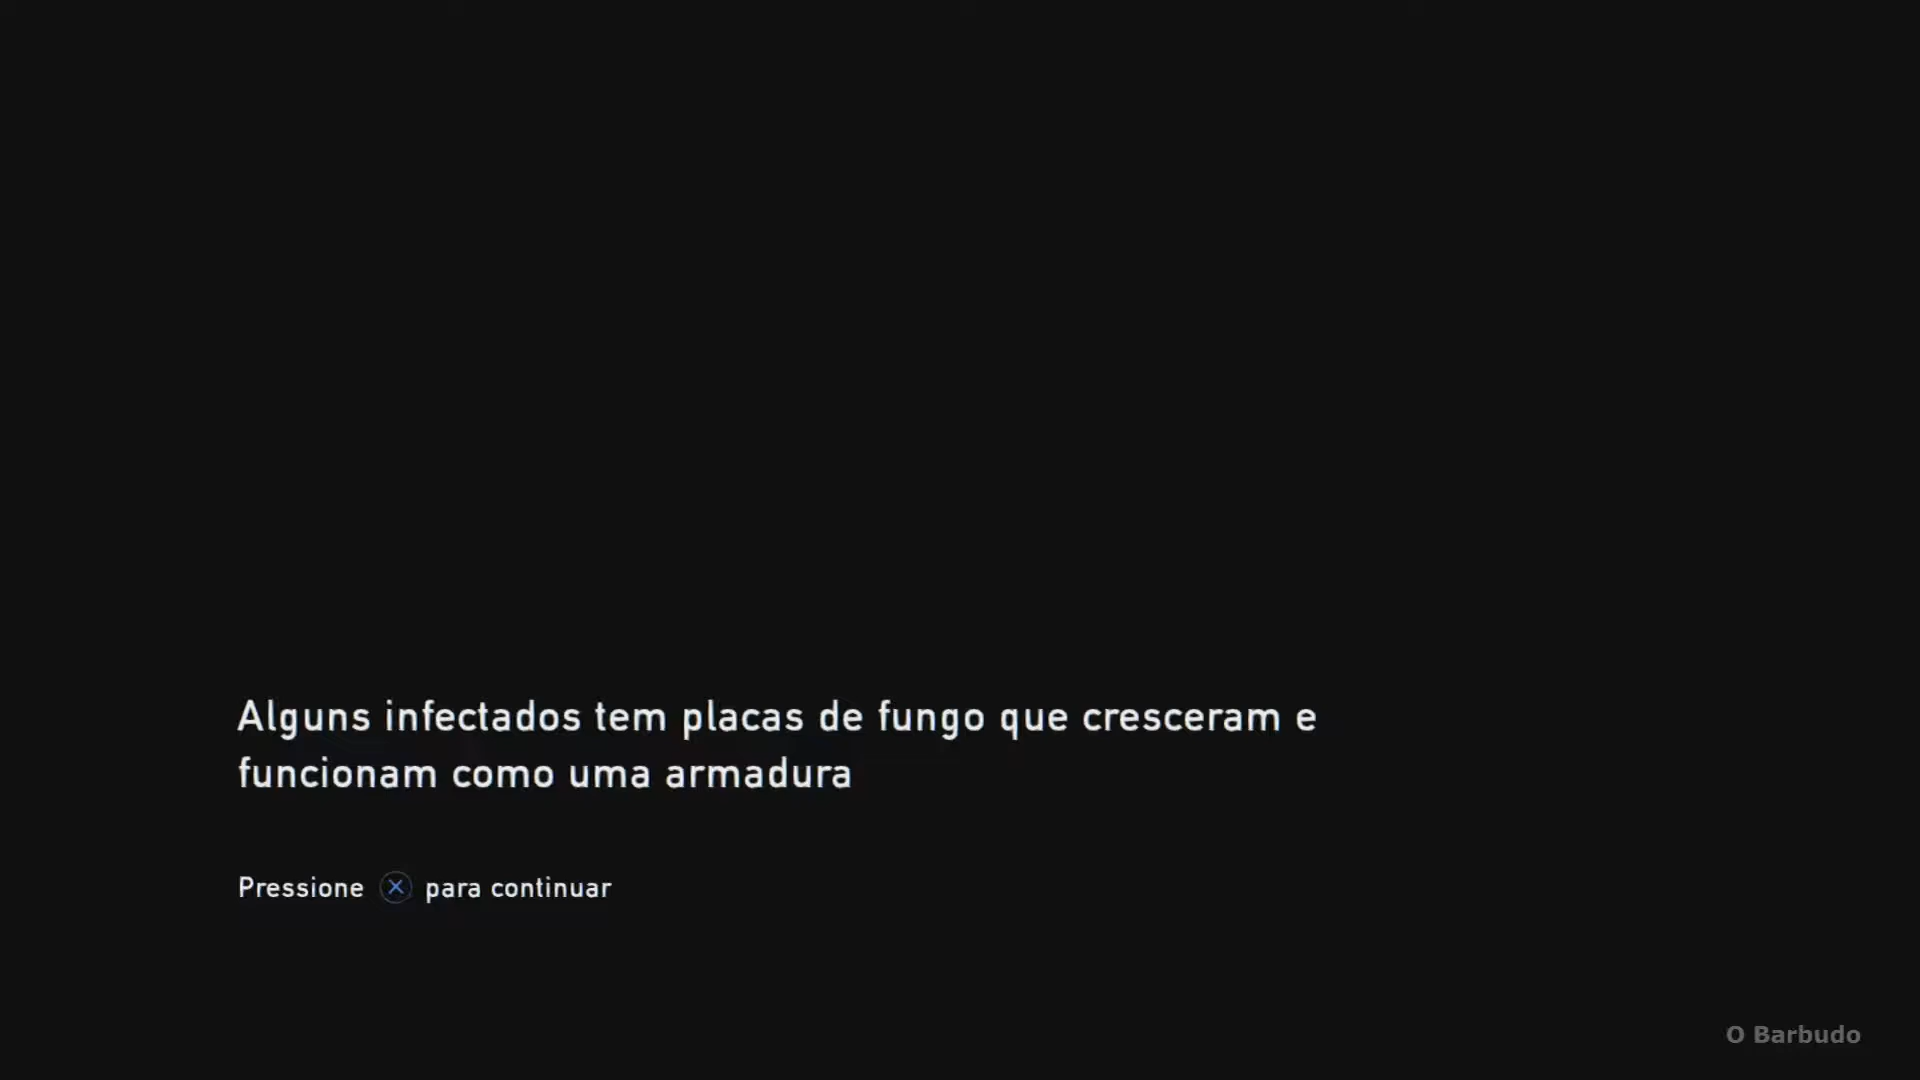 Alguns infectados tem placas de fungo que cresceram e
funcionam como uma armadura
Pressione ⓧ para continuar
O Barbudo